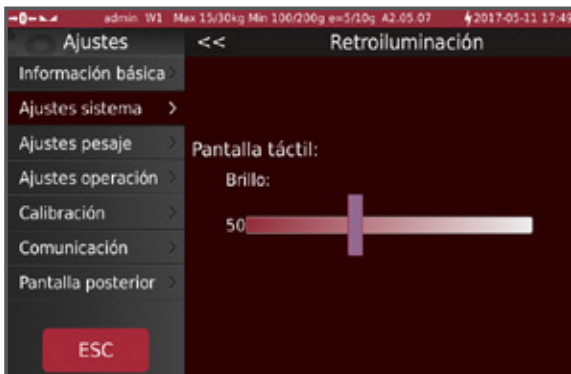 admin W1 Max 15/30kg Min 100/200g e=5/10g A2.05.07 2017-05-11 17:49
Ajustes << Retroiluminación
Información básica >
Ajustes sistema >
Ajustes pesaje >
Pantalla táctil:
Ajustes operación >
Brillo:
Calibración >
50
Comunicación >
Pantalla posterior >
ESC